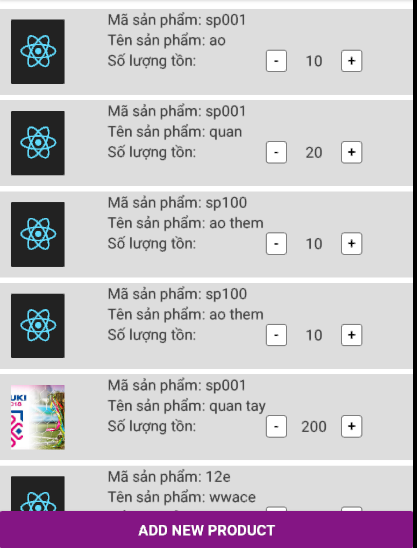 Mã sản phẩm: sp001
Tên sản phẩm: ao
Số lượng tồn: - 10 +
Mã sản phẩm: sp001
Tên sản phẩm: quan
Số lượng tồn: - 20 +
Mã sản phẩm: sp100
Tên sản phẩm: ao them
Số lượng tồn: - 10 +
Mã sản phẩm: sp100
Tên sản phẩm: ao them
Số lượng tồn: - 10 +
UKI
Mã sản phẩm: sp001
Tên sản phẩm: quan tay
Số lượng tồn: - 200 +
Mã sản phẩm: 12e
Tên sản phẩm: wwace
ADD NEW PRODUCT